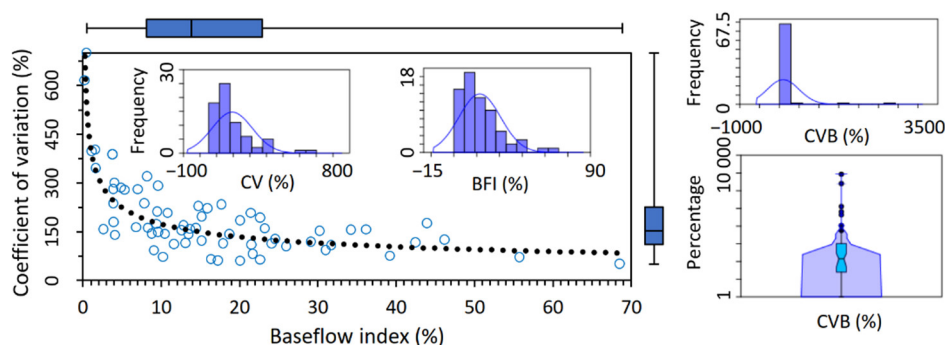 Coefficient of variation (%)
600
450
300
150
0
0 10 20 30 40 50 60 70
Baseflow index (%)
Frequency
30
0
−100 800
CV (%)
18
0
−15 90
BFI (%)
Frequency
67.5
0
−1000 3500
CVB (%)
Percentage
10 000
1
CVB (%)